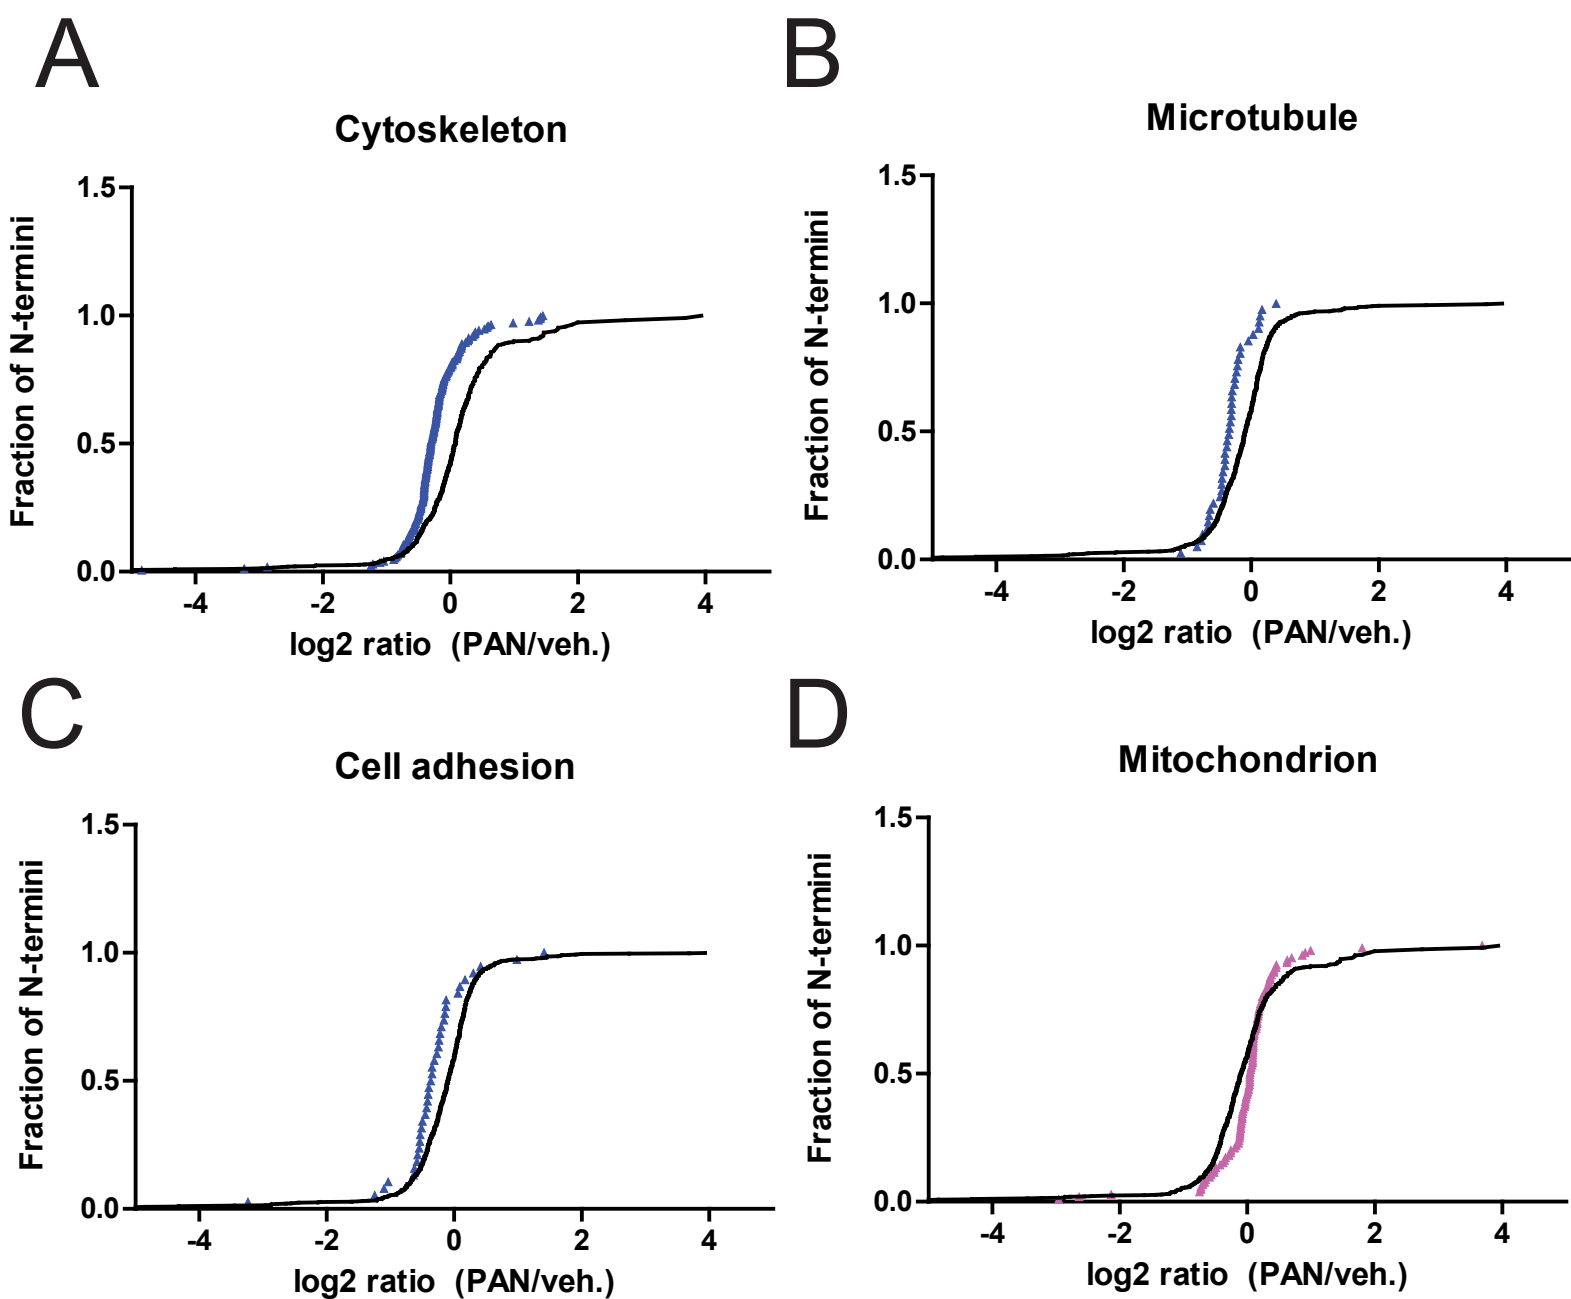 A
Cytoskeleton
Fraction of N-termini
1.5
1.0
0.5
0.0
-4 -2 0 2 4
log2 ratio (PAN/veh.)
B
Microtubule
Fraction of N-termini
1.5
1.0
0.5
0.0
-4 -2 0 2 4
log2 ratio (PAN/veh.)
C
Cell adhesion
Fraction of N-termini
1.5
1.0
0.5
0.0
-4 -2 0 2 4
log2 ratio (PAN/veh.)
D
Mitochondrion
Fraction of N-termini
1.5
1.0
0.5
0.0
-4 -2 0 2 4
log2 ratio (PAN/veh.)